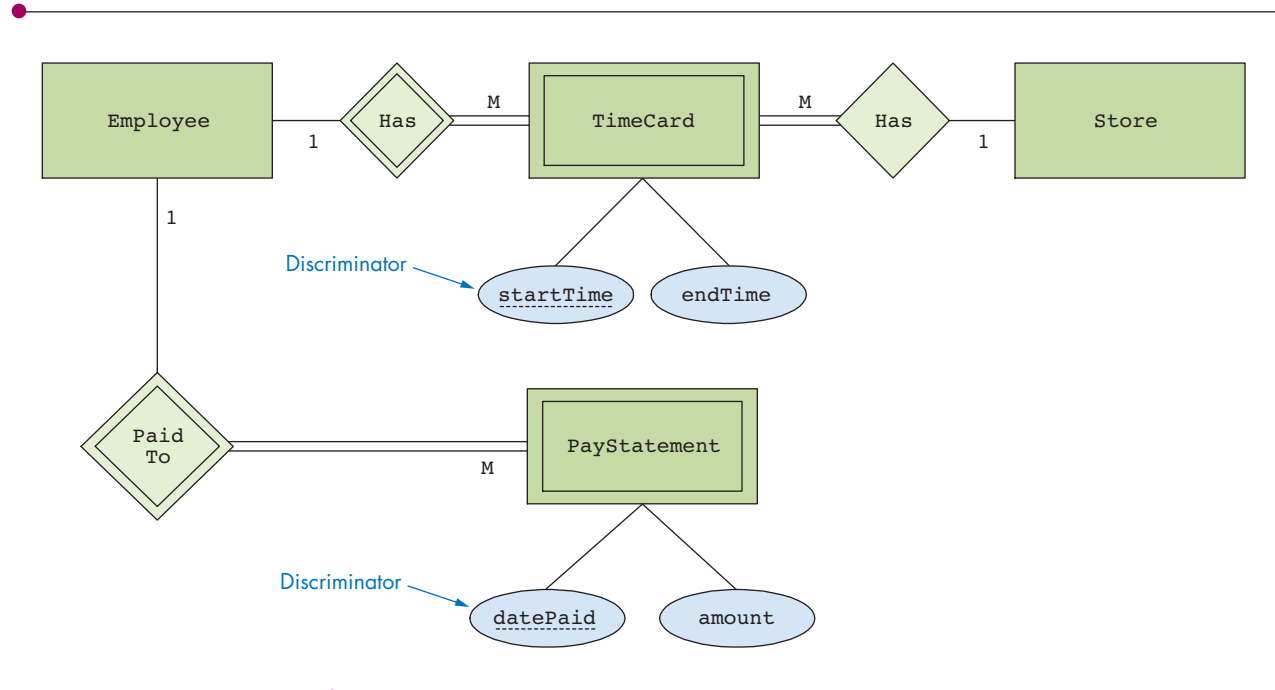 Employee
1
Has
M
TimeCard
M
Has
1
Store
1
Discriminator
startTime
endTime
Paid
To
M
PayStatement
Discriminator
datePaid
amount